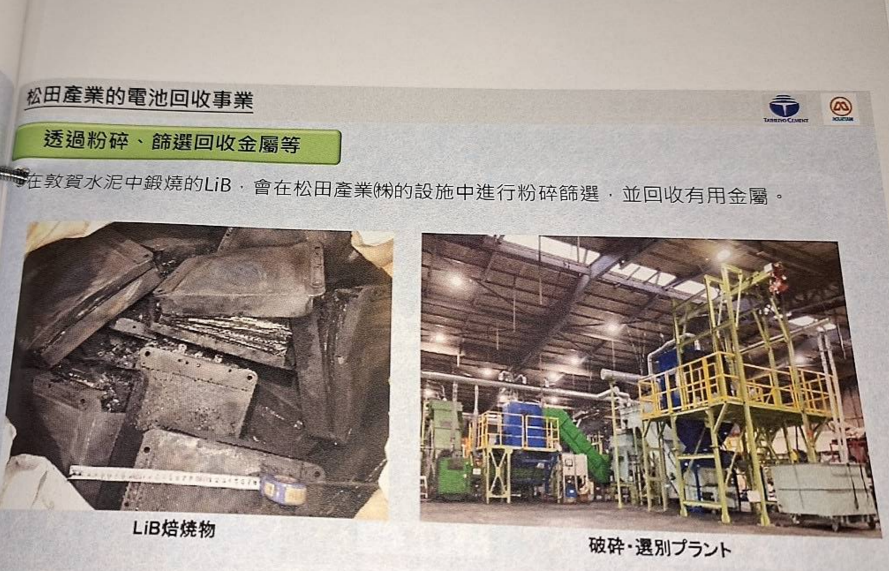 松田產業的電池回收事業
TAIHEIYO CEMENT
透過粉碎、篩選回收金屬等
在敦賀水泥中鍛燒的LiB，會在松田產業㈱的設施中進行粉碎篩選，並回收有用金屬。
LiB焙焼物
破砕・選別プラント